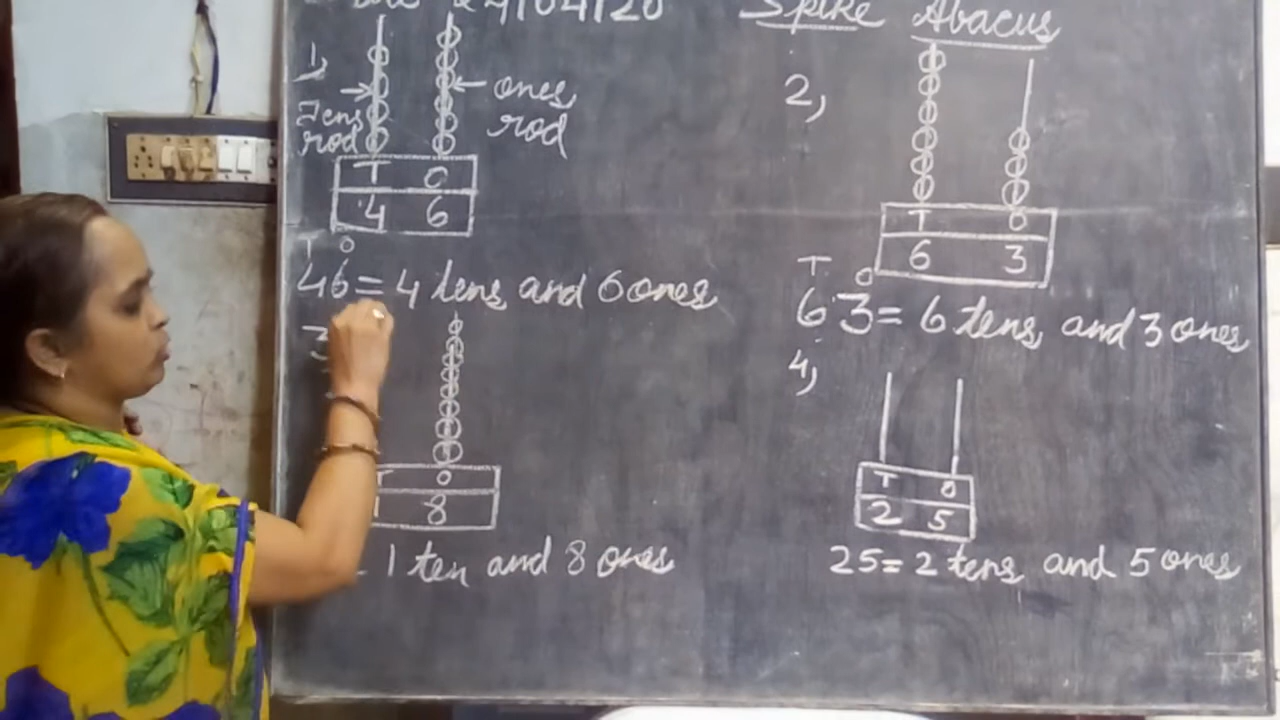 Spike Abacus
1,
Tens rod
ones rod
T O
4 6
T O
46 = 4 tens and 6 ones
2,
T O
6 3
T O
63 = 6 tens and 3 ones
3
T O
8
1 ten and 8 ones
4,
T O
2 5
25 = 2 tens and 5 ones